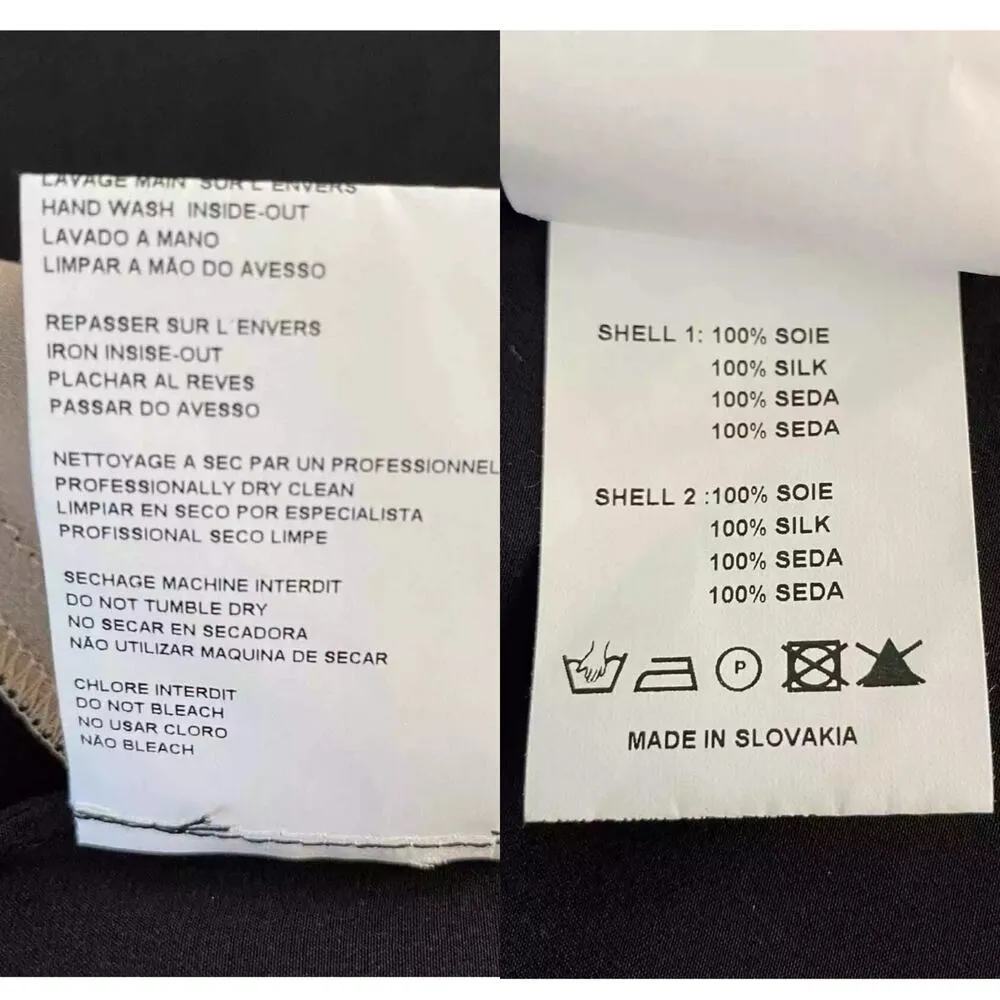 LAVAGE MAIN SUR L'ENVERS
HAND WASH INSIDE-OUT
LAVADO A MANO
LIMPAR A MÃO DO AVESSO
REPASSER SUR L´ENVERS
IRON INSISE-OUT
PLACHAR AL REVES
PASSAR DO AVESSO
NETTOYAGE A SEC PAR UN PROFESSIONNEL
PROFESSIONALLY DRY CLEAN
LIMPIAR EN SECO POR ESPECIALISTA
PROFISSIONAL SECO LIMPE
SECHAGE MACHINE INTERDIT
DO NOT TUMBLE DRY
NO SECAR EN SECADORA
NÃO UTILIZAR MAQUINA DE SECAR
CHLORE INTERDIT
DO NOT BLEACH
NO USAR CLORO
NÃO BLEACH
SHELL 1: 100% SOIE
100% SILK
100% SEDA
100% SEDA
SHELL 2 :100% SOIE
100% SILK
100% SEDA
100% SEDA
P
MADE IN SLOVAKIA